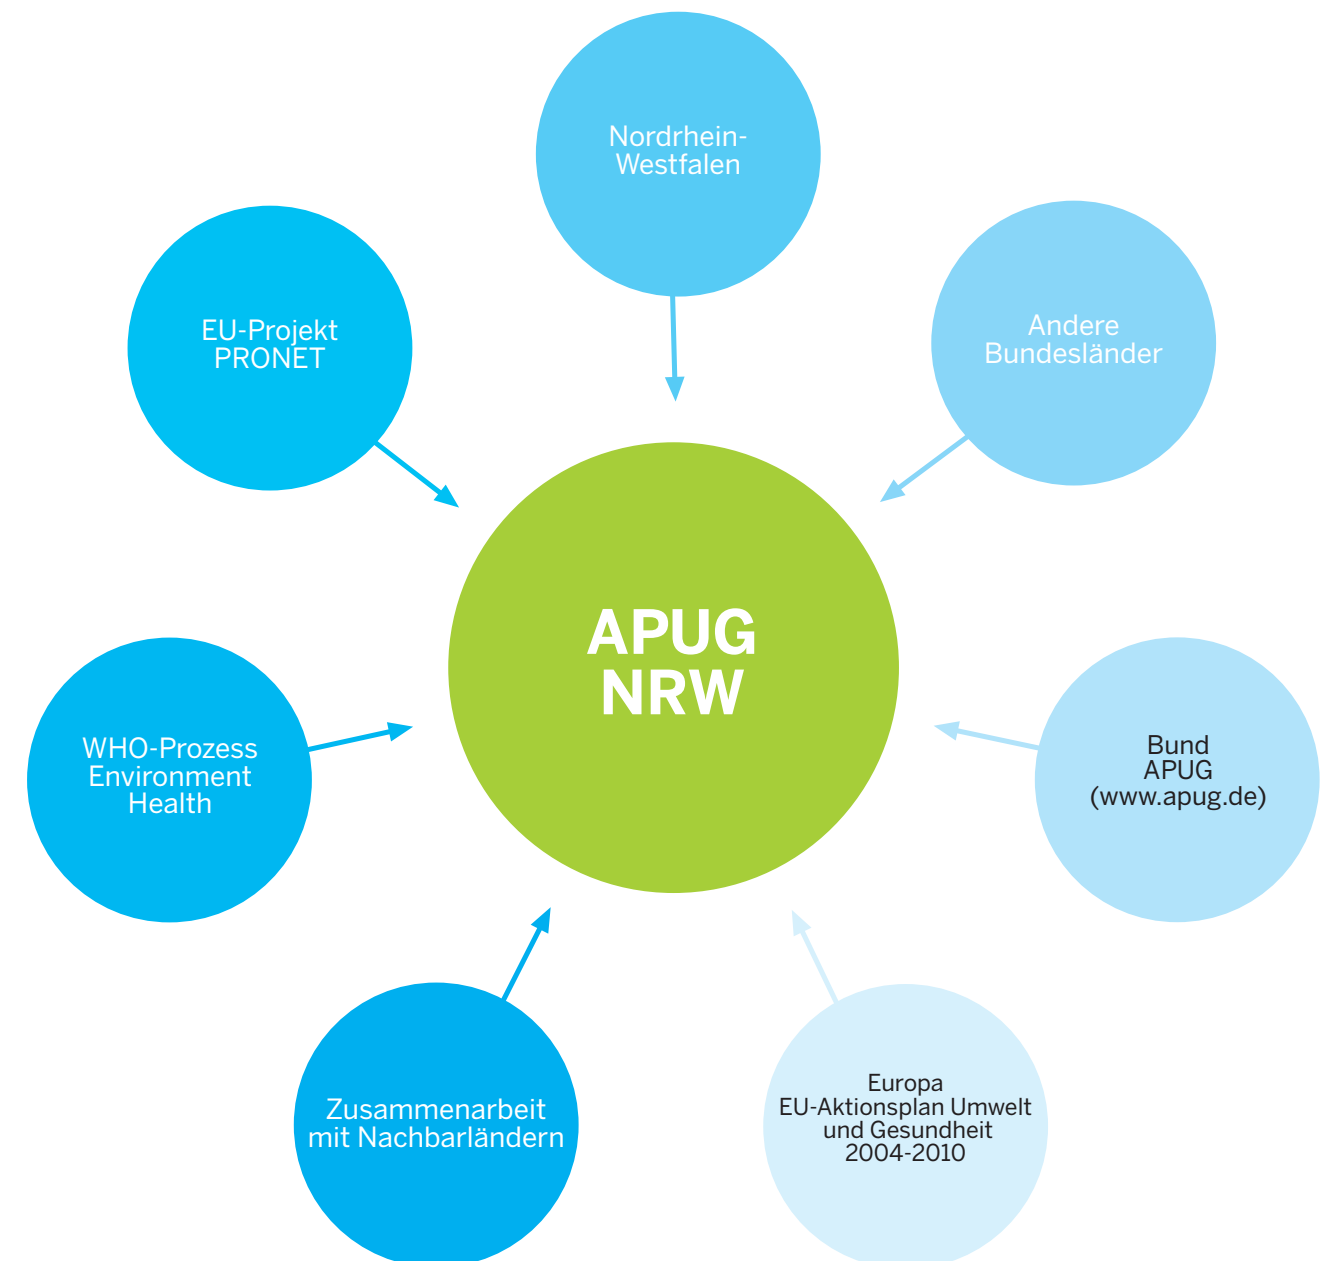 Nordrhein-
Westfalen
EU-Projekt
PRONET
Andere
Bundesländer
APUG
NRW
WHO-Prozess
Environment
Health
Bund
APUG
(www.apug.de)
Zusammenarbeit
mit Nachbarländern
Europa
EU-Aktionsplan Umwelt
und Gesundheit
2004-2010